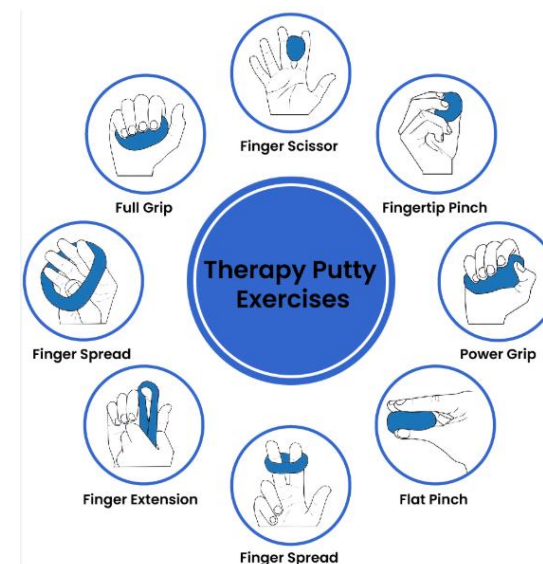 Finger Scissor
Full Grip
Fingertip Pinch
Therapy Putty
Exercises
Finger Spread
Power Grip
Finger Extension
Flat Pinch
Finger Spread